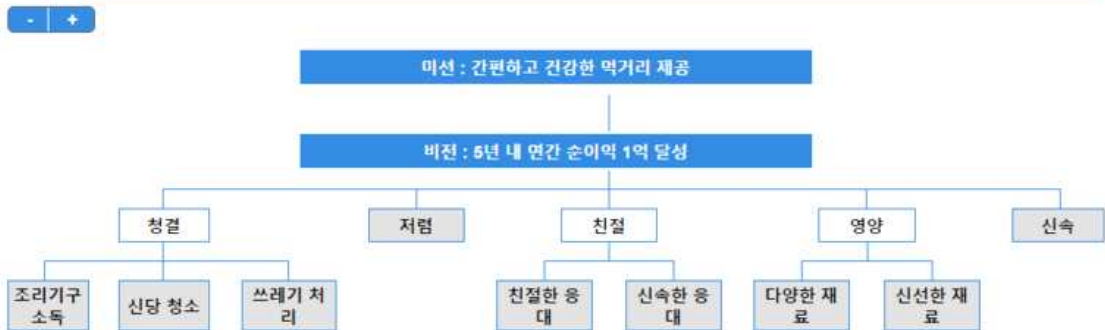 - +
미션 : 간편하고 건강한 먹거리 제공
비전 : 5년 내 연간 순이익 1억 달성
청결
저렴
친절
영양
신속
조리기구
소독
신당 청소
쓰레기 처
리
친절한 응
대
신속한 응
대
다양한 재
료
신선한 재
료